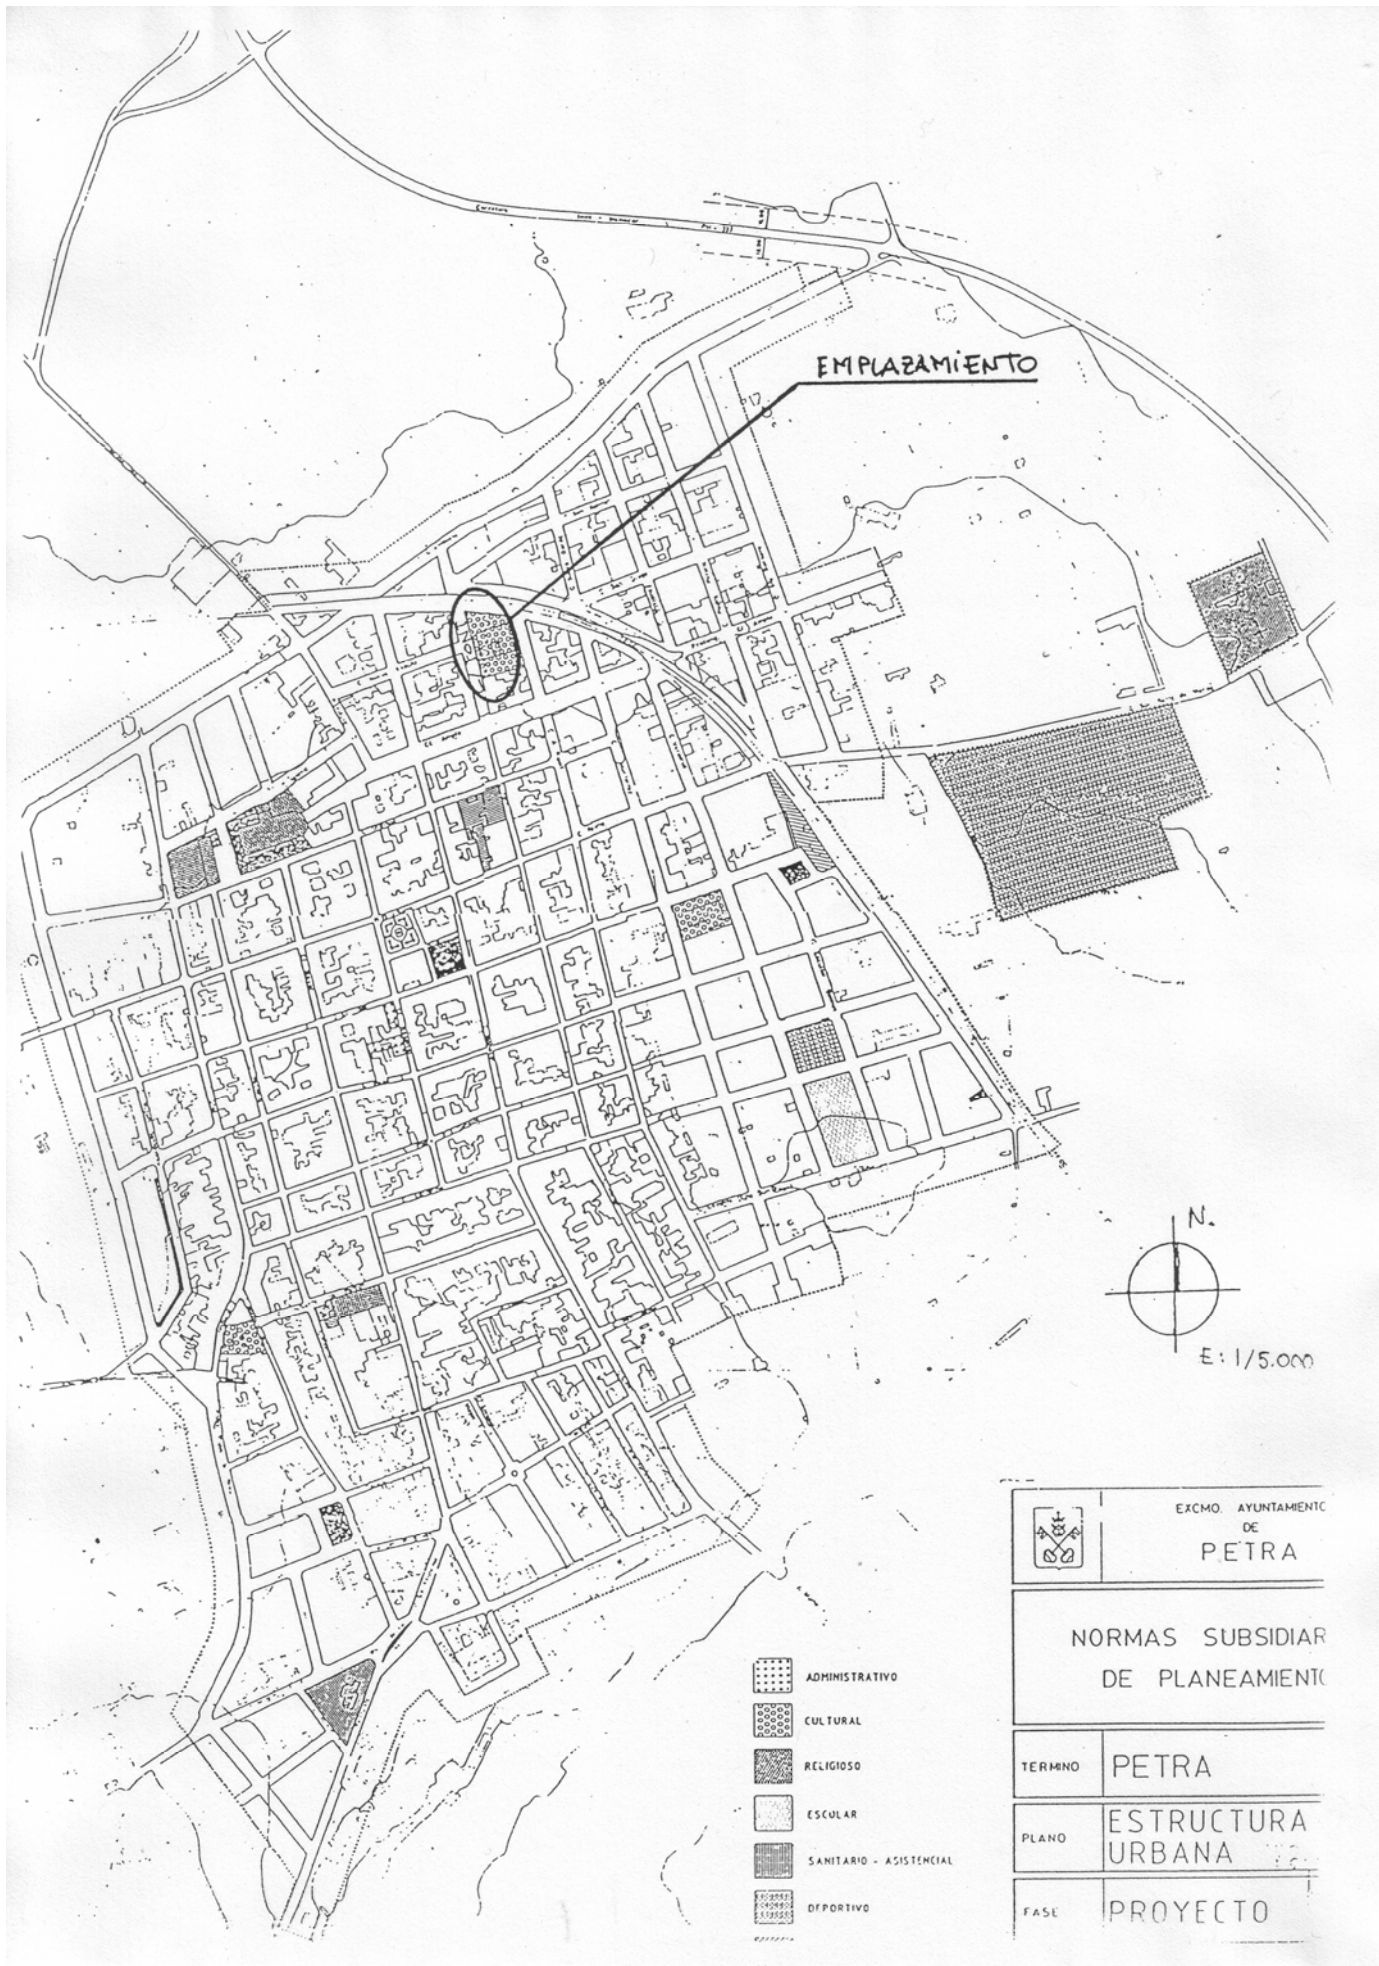 EMPLAZAMIENTO
N.
E: 1/5.000
EXCMO. AYUNTAMIENTO
DE
PETRA
NORMAS SUBSIDIAR
DE PLANEAMIENTO
TERMINO PETRA
PLANO ESTRUCTURA
URBANA
FASE PROYECTO
ADMINISTRATIVO
CULTURAL
RELIGIOSO
ESCOLAR
SANITARIO - ASISTENCIAL
DEPORTIVO